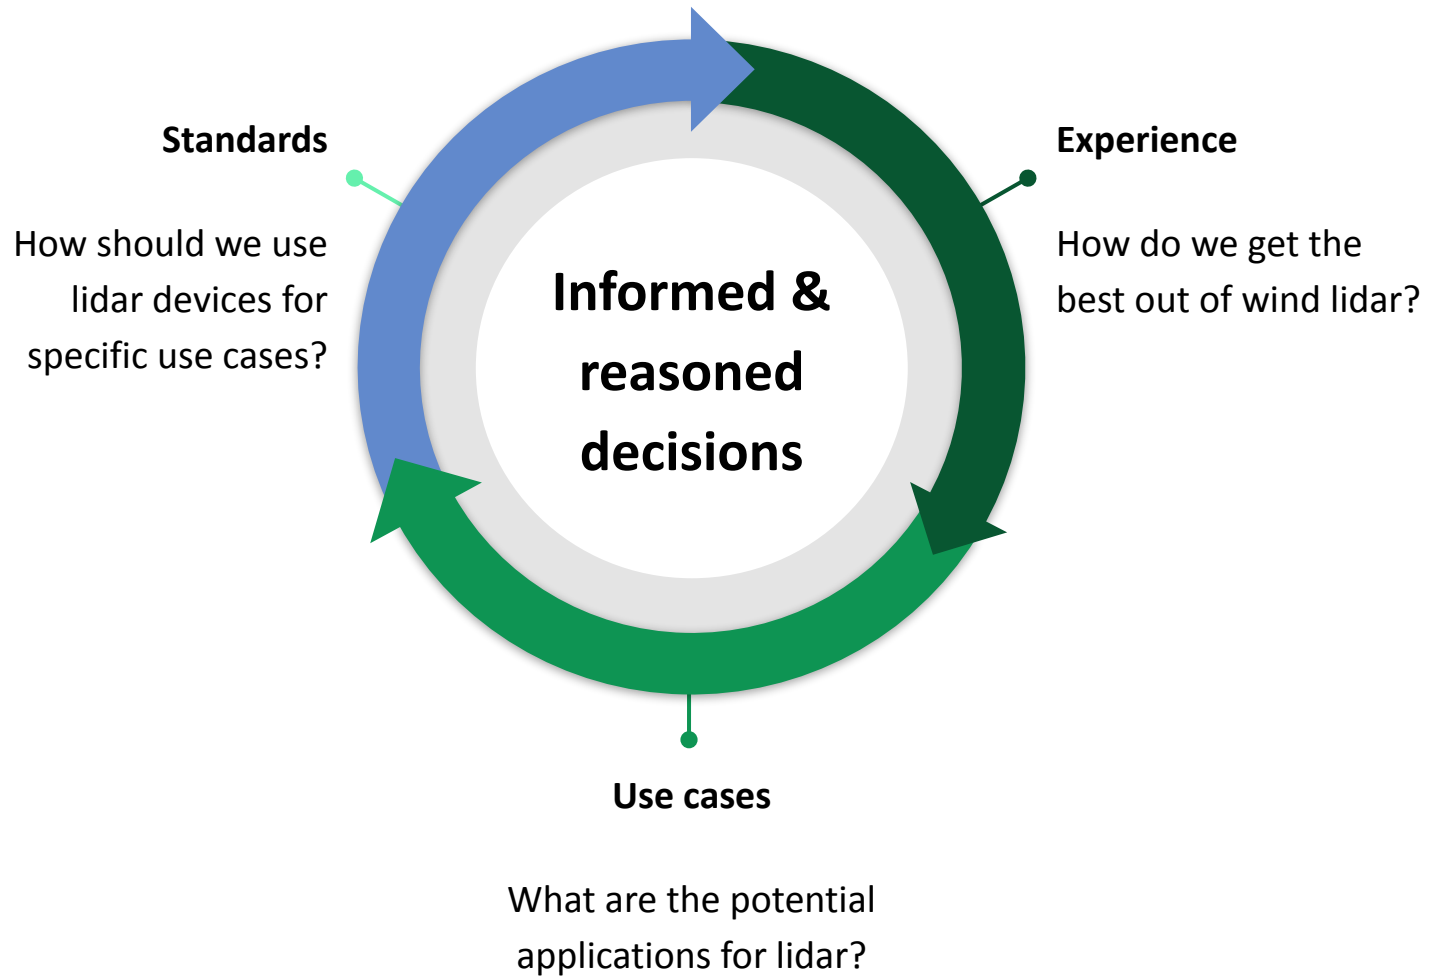 Standards
How should we use
lidar devices for
specific use cases?
Experience
How do we get the
best out of wind lidar?
Informed &
reasoned
decisions
Use cases
What are the potential
applications for lidar?